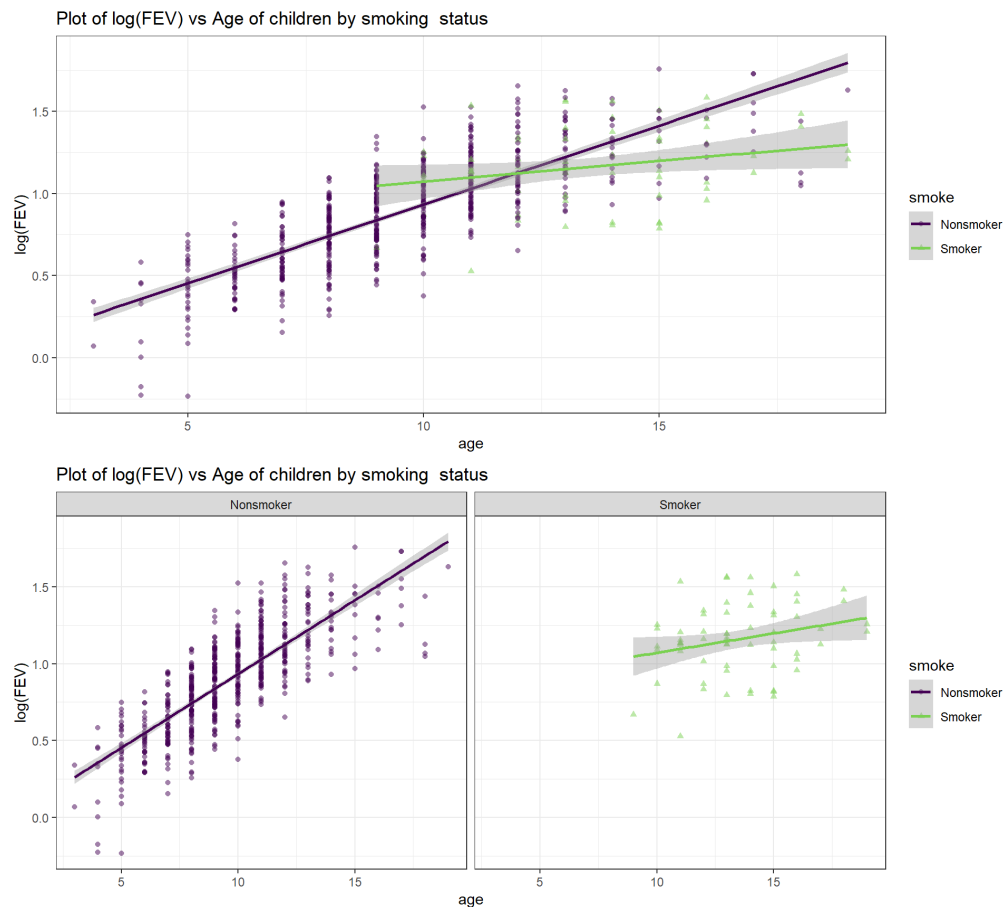 Plot of log(FEV) vs Age of children by smoking  status
1.5
1.0
0.5
0.0
log(FEV)
5 10 15
age
smoke
Nonsmoker
Smoker
Plot of log(FEV) vs Age of children by smoking  status
Nonsmoker Smoker
1.5
1.0
0.5
0.0
log(FEV)
5 10 15 5 10 15
age
smoke
Nonsmoker
Smoker